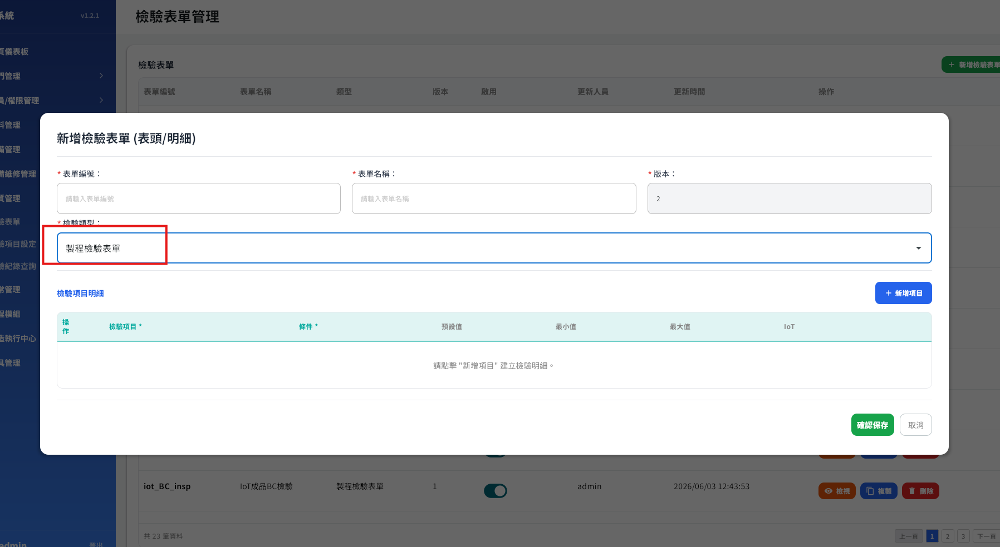 系統
v1.2.1
檢驗表單管理
頁儀表板
門管理
員/權限管理
料管理
備管理
備維修管理
質管理
驗表單
驗項目設定
驗紀錄查詢
常管理
程模組
造執行中心
具管理
admin
登出
檢驗表單
+ 新增檢驗表單
表單編號 表單名稱 類型 版本 啟用 更新人員 更新時間 操作
新增檢驗表單 (表頭/明細)
* 表單編號：
請輸入表單編號
* 表單名稱：
請輸入表單名稱
* 版本：
2
* 檢驗類型：
製程檢驗表單
檢驗項目明細
+ 新增項目
操作 檢驗項目 * 條件 * 預設值 最小值 最大值 IoT
請點擊 "新增項目" 建立檢驗明細。
確認保存
取消
iot_BC_insp IoT成品BC檢驗 製程檢驗表單 1 admin 2026/06/03 12:43:53 檢視 複製 刪除
共 23 筆資料
上一頁 1 2 3 下一頁